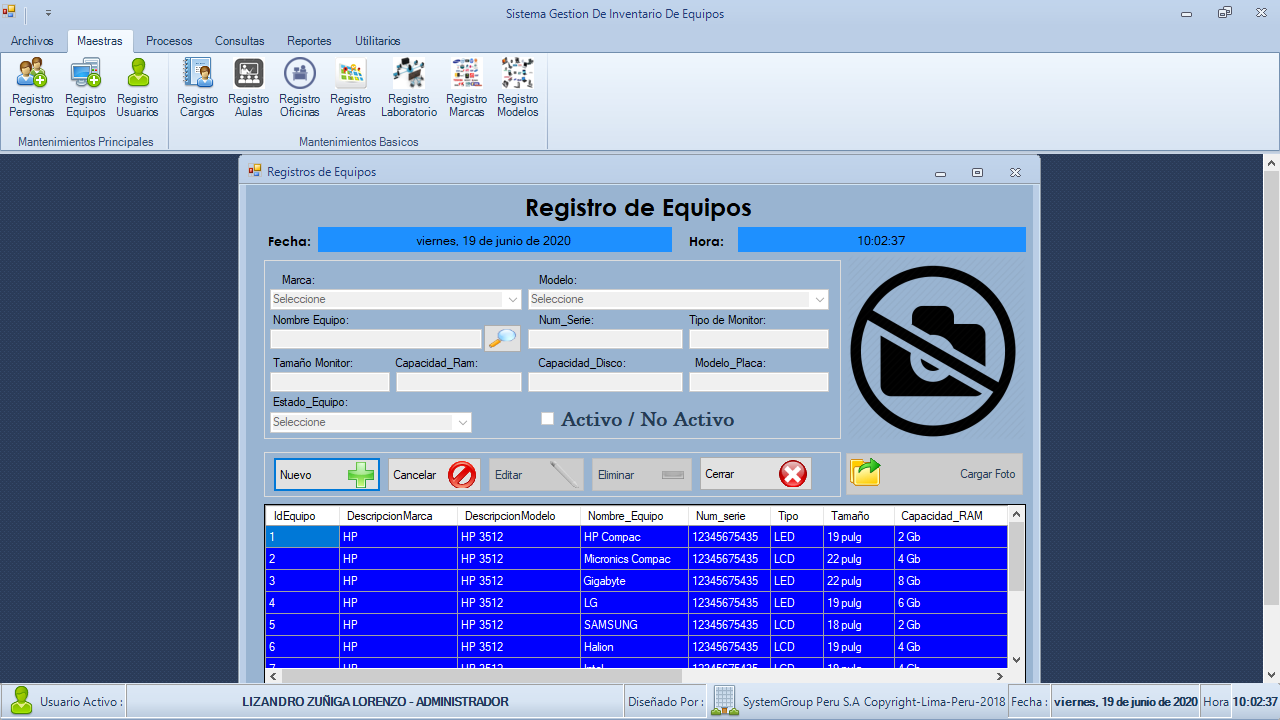 Sistema Gestion De Inventario De Equipos
Archivos Maestras Procesos Consultas Reportes Utilitarios
Registro Personas
Registro Equipos
Registro Usuarios
Registro Cargos
Registro Aulas
Registro Oficinas
Registro Areas
Registro Laboratorio
Registro Marcas
Registro Modelos
Mantenimientos Principales
Mantenimientos Basicos
Registros de Equipos
Registro de Equipos
Fecha: viernes, 19 de junio de 2020 Hora: 10:02:37
Marca: Modelo:
Seleccione Seleccione
Nombre Equipo: Num_Serie: Tipo de Monitor:
Tamaño Monitor: Capacidad_Ram: Capacidad_Disco: Modelo_Placa:
Estado_Equipo:
Seleccione Activo / No Activo
Nuevo Cancelar Editar Eliminar Cerrar Cargar Foto
IdEquipo DescripcionMarca DescripcionModelo Nombre_Equipo Num_serie Tipo Tamaño Capacidad_RAM
1 HP HP 3512 HP Compac 12345675435 LED 19 pulg 2 Gb
2 HP HP 3512 Micronics Compac 12345675435 LCD 22 pulg 4 Gb
3 HP HP 3512 Gigabyte 12345675435 LED 22 pulg 8 Gb
4 HP HP 3512 LG 12345675435 LED 19 pulg 6 Gb
5 HP HP 3512 SAMSUNG 12345675435 LCD 18 pulg 2 Gb
6 HP HP 3512 Halion 12345675435 LCD 19 pulg 4 Gb
7 HP HP 3512 Intel 12345675435 LCD 19 pulg 4 Gb
Usuario Activo : LIZANDRO ZUÑIGA LORENZO - ADMINISTRADOR Diseñado Por : SystemGroup Peru S.A Copyright-Lima-Peru-2018 Fecha : viernes, 19 de junio de 2020 Hora 10:02:37